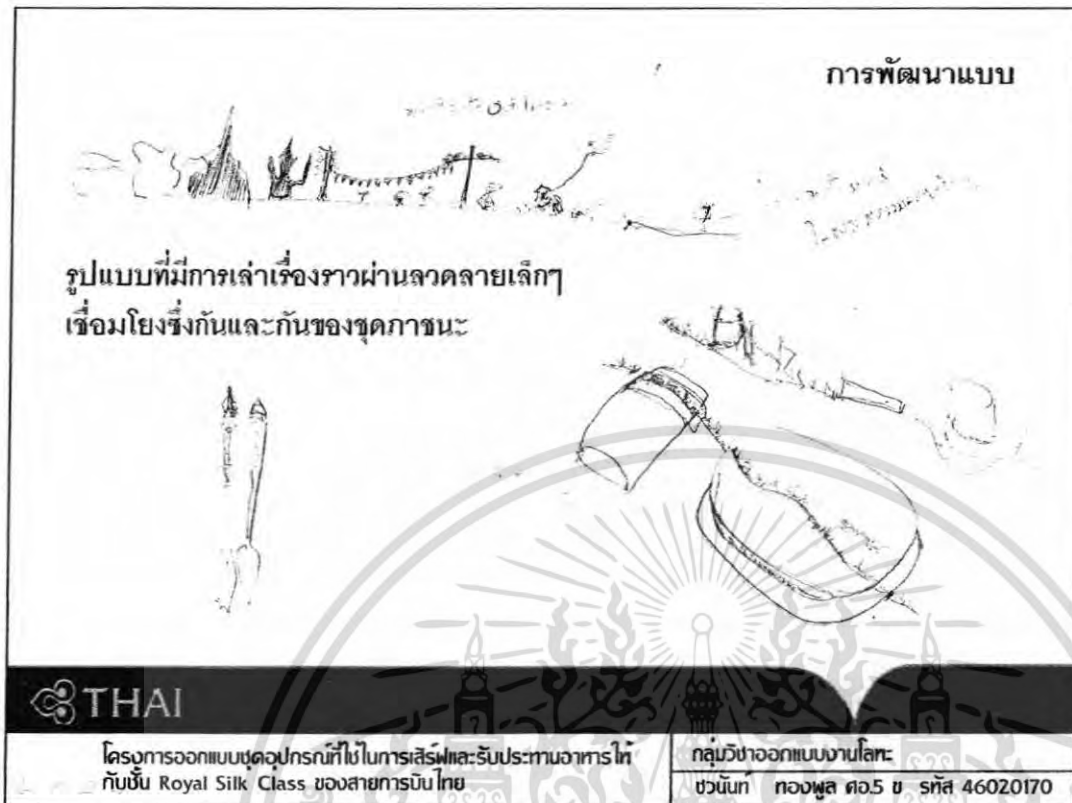 การพัฒนาแบบ
รูปแบบที่มีการเล่าเรื่องราวผ่านลวดลายเล็กๆ
เชื่อมโยงซึ่งกันและกันของชุดภาชนะ
THAI
โครงการออกแบบชุดอุปกรณ์ที่ใช้ในการเสิร์ฟและรับประทานอาหารให้
กับชั้น Royal Silk Class ของสายการบินไทย
กลุ่มวิชาออกแบบงานโลหะ
ชวนันท์ ทองพูล ศอ.5 ข รหัส 46020170